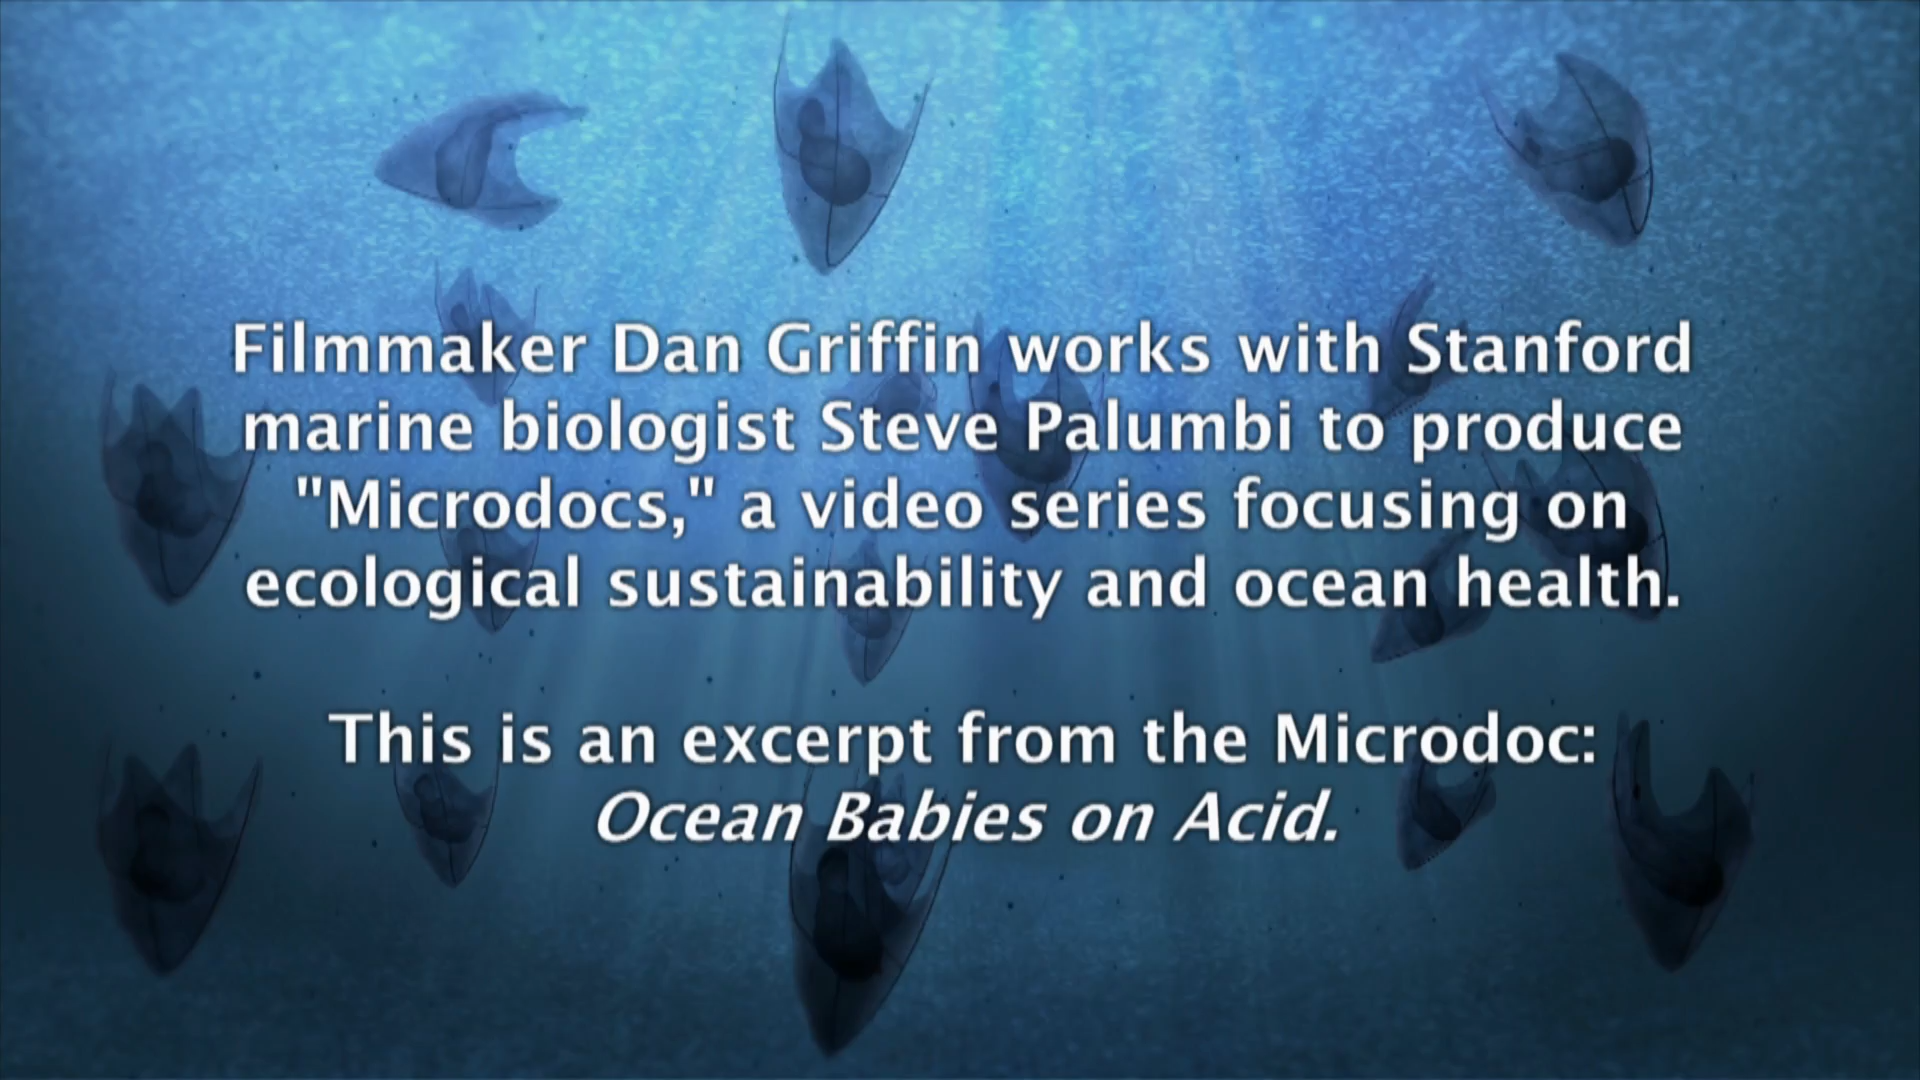 Filmmaker Dan Griffin works with Stanford
marine biologist Steve Palumbi to produce
"Microdocs," a video series focusing on
ecological sustainability and ocean health.
This is an excerpt from the Microdoc:
Ocean Babies on Acid.